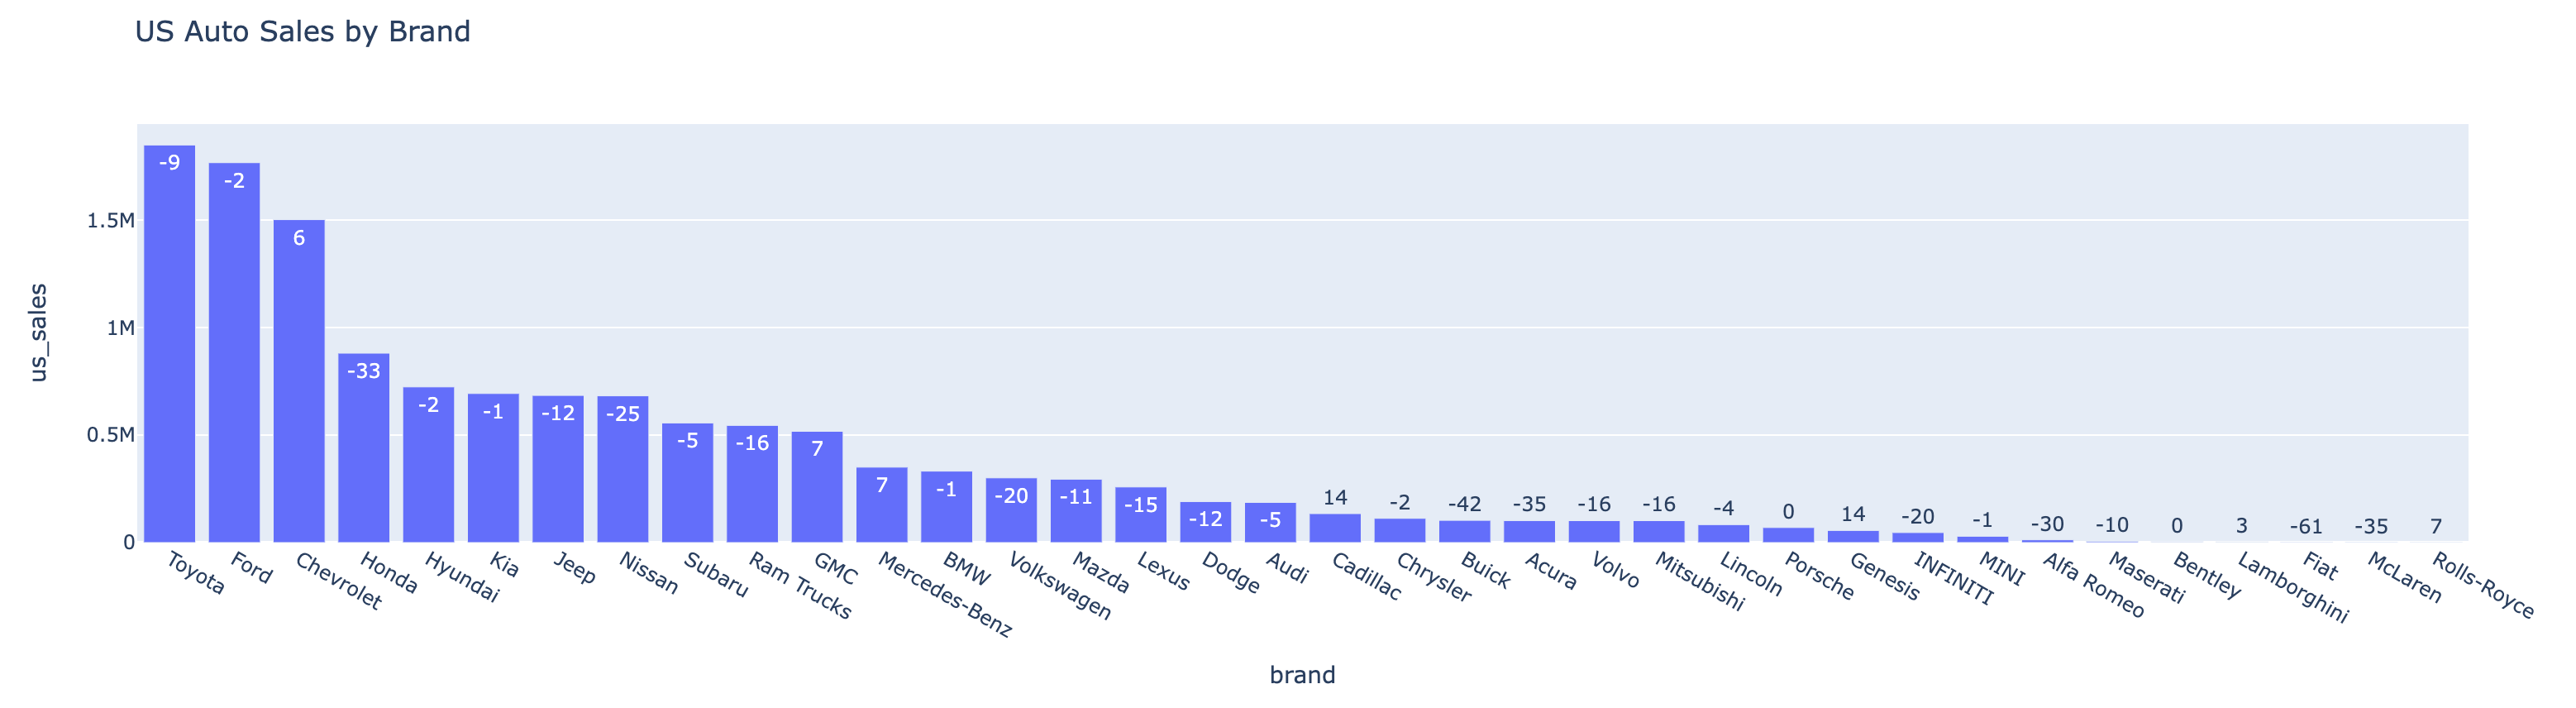 US Auto Sales by Brand
us_sales
1.5M
1M
0.5M
0
-9
-2
6
-33
-2
-1
-12
-25
-5
-16
7
7
-1
-20
-11
-15
-12
-5
14
-2
-42
-35
-16
-16
-4
0
14
-20
-1
-30
-10
0
3
-61
-35
7
Toyota
Ford
Chevrolet
Honda
Hyundai
Kia
Jeep
Nissan
Subaru
Ram Trucks
GMC
Mercedes-Benz
BMW
Volkswagen
Mazda
Lexus
Dodge
Audi
Cadillac
Chrysler
Buick
Acura
Volvo
Mitsubishi
Lincoln
Porsche
Genesis
INFINITI
MINI
Alfa Romeo
Maserati
Bentley
Lamborghini
Fiat
McLaren
Rolls-Royce
brand